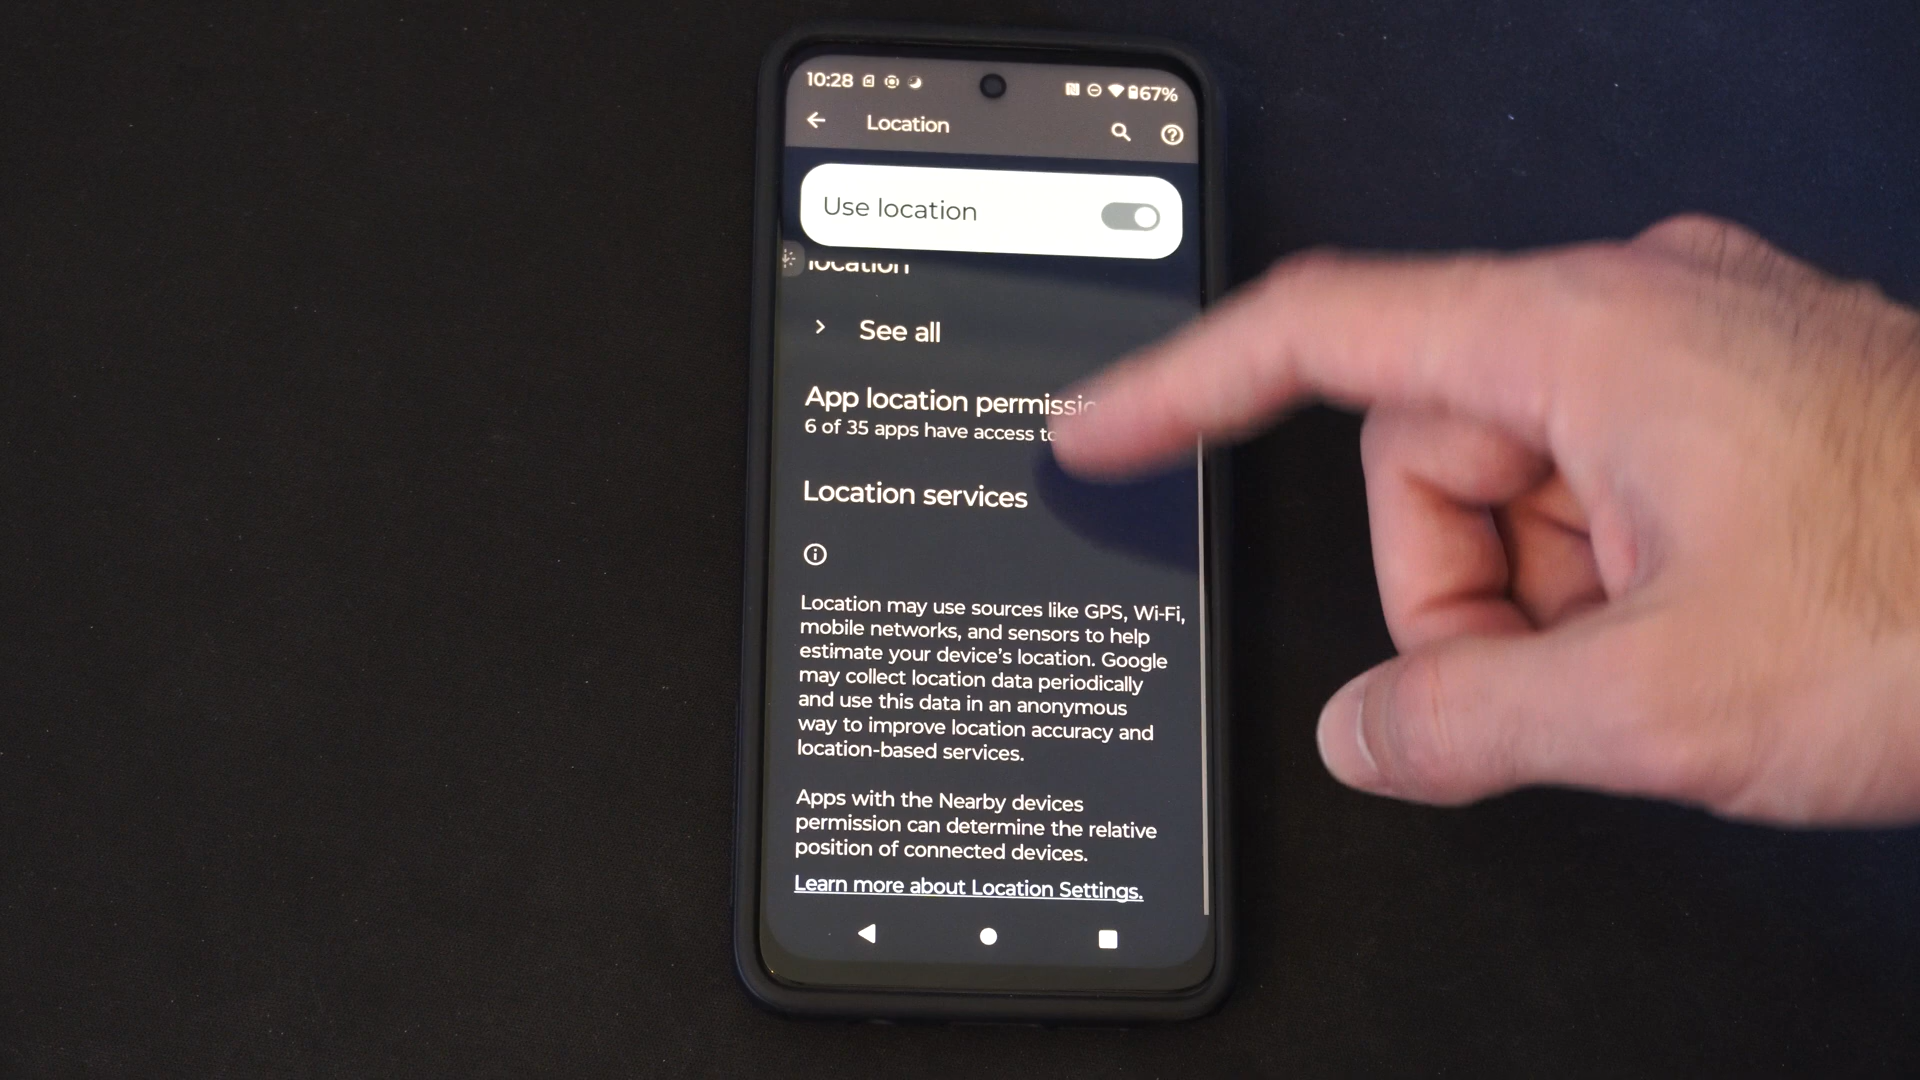 10:28
67%
Location
Use location
location
See all
App location
6 of 35 apps have access
Location services
Location may use sources like GPS, Wi-Fi,
mobile networks, and sensors to help
estimate your device's location. Google
may collect location data periodically
and use this data in an anonymous
way to improve location accuracy and
location-based services.
Apps with the Nearby devices
permission can determine the relative
position of connected devices.
Learn more about Location Settings.